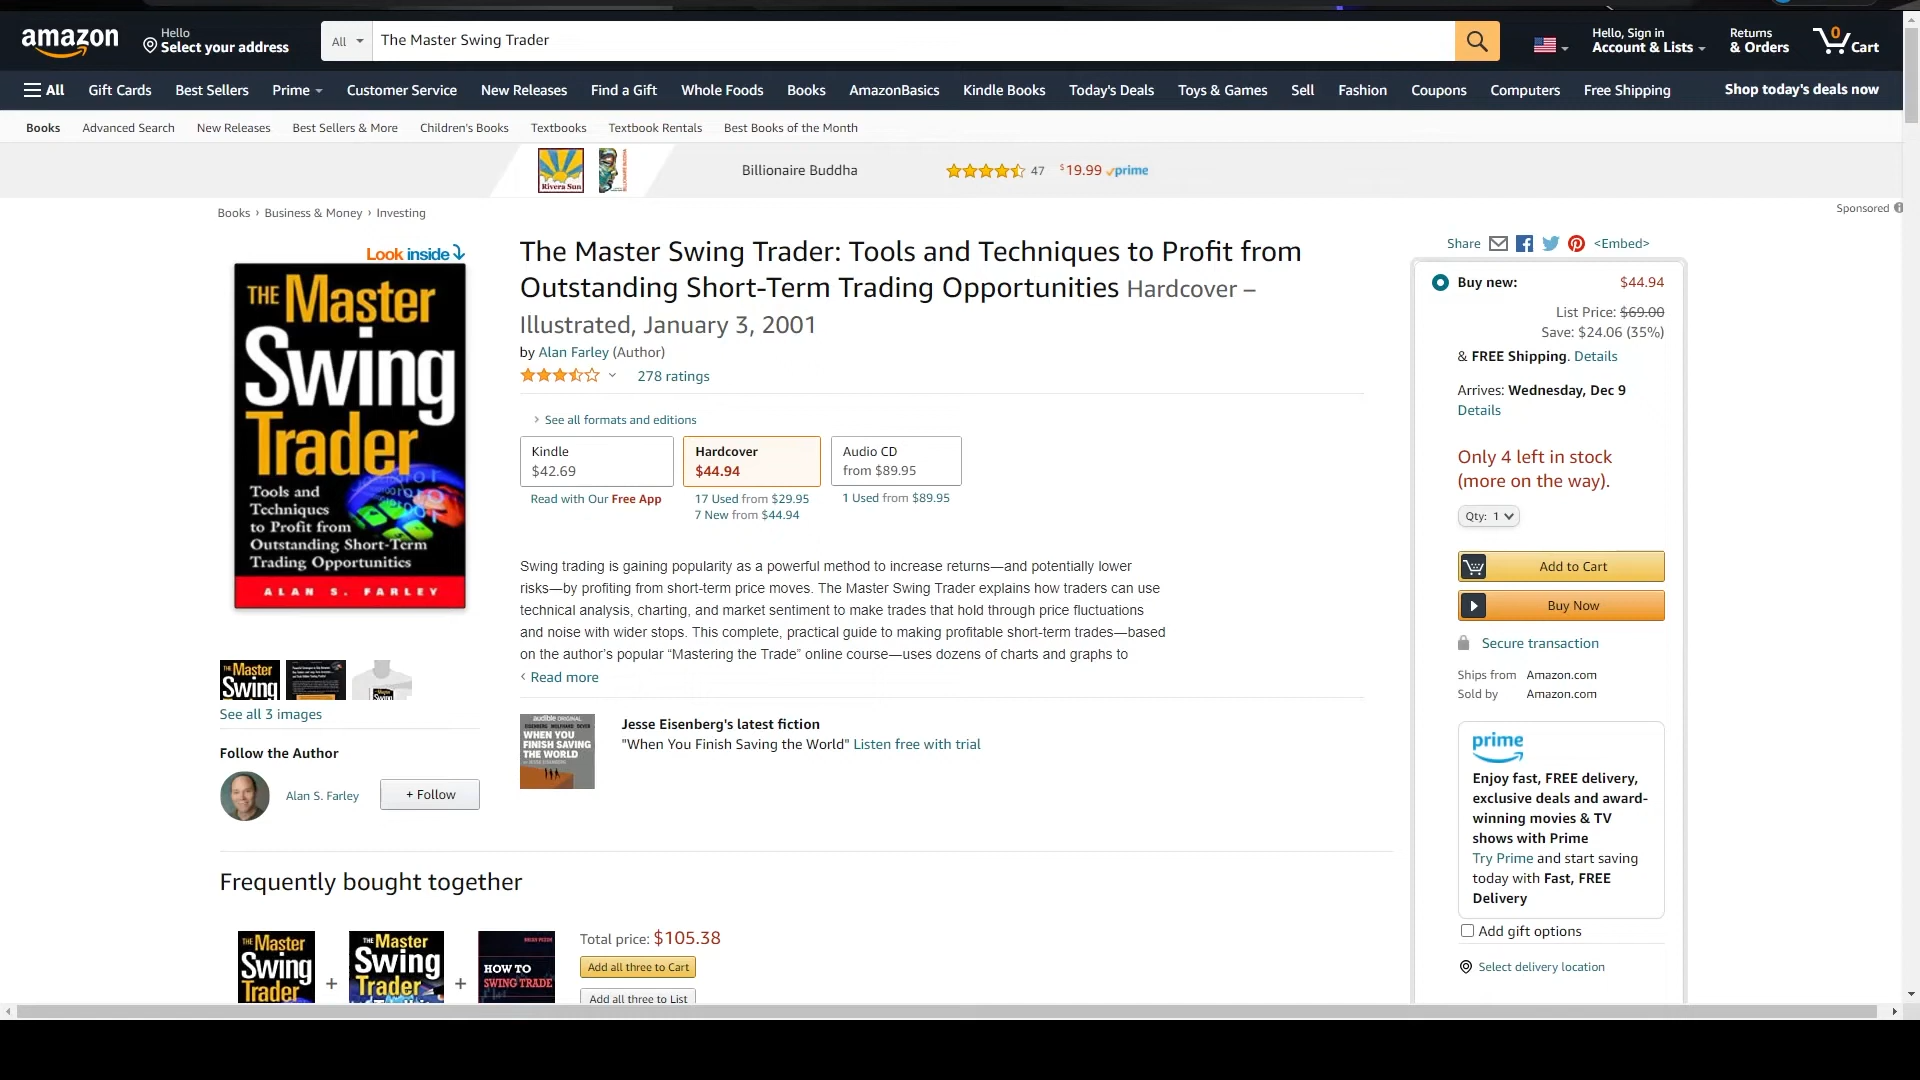 amazon
Hello
Select your address
All
The Master Swing Trader
Hello, Sign in
Account & Lists
Returns
& Orders
0
Cart
All
Gift Cards
Best Sellers
Prime
Customer Service
New Releases
Find a Gift
Whole Foods
Books
AmazonBasics
Kindle Books
Today's Deals
Toys & Games
Sell
Fashion
Coupons
Computers
Free Shipping
Shop today's deals now
Books
Advanced Search
New Releases
Best Sellers & More
Children's Books
Textbooks
Textbook Rentals
Best Books of the Month
Rivera Sun
Billionaire Buddha
47
$19.99 prime
Sponsored
Books › Business & Money › Investing
Look inside
THE Master
Swing
Trader
Tools and
Techniques
to Profit from
Outstanding Short-Term
Trading Opportunities
ALAN S. FARLEY
THE Master
Swing
See all 3 images
Follow the Author
Alan S. Farley
+ Follow
The Master Swing Trader: Tools and Techniques to Profit from
Outstanding Short-Term Trading Opportunities Hardcover –
Illustrated, January 3, 2001
by Alan Farley (Author)
278 ratings
› See all formats and editions
Kindle
$42.69
Read with Our Free App
Hardcover
$44.94
17 Used from $29.95
7 New from $44.94
Audio CD
from $89.95
1 Used from $89.95
Swing trading is gaining popularity as a powerful method to increase returns—and potentially lower
risks—by profiting from short-term price moves. The Master Swing Trader explains how traders can use
technical analysis, charting, and market sentiment to make trades that hold through price fluctuations
and noise with wider stops. This complete, practical guide to making profitable short-term trades—based
on the author's popular “Mastering the Trade” online course—uses dozens of charts and graphs to
‹ Read more
audible ORIGINAL
WHEN YOU
FINISH SAVING
THE WORLD
Jesse Eisenberg's latest fiction
"When You Finish Saving the World" Listen free with trial
Share
<Embed>
Buy new:
$44.94
List Price: $69.00
Save: $24.06 (35%)
& FREE Shipping. Details
Arrives: Wednesday, Dec 9
Details
Only 4 left in stock
(more on the way).
Qty: 1
Add to Cart
Buy Now
Secure transaction
Ships from Amazon.com
Sold by Amazon.com
prime
Enjoy fast, FREE delivery,
exclusive deals and award-
winning movies & TV
shows with Prime
Try Prime and start saving
today with Fast, FREE
Delivery
Add gift options
Select delivery location
Frequently bought together
THE Master
Swing
Trader
+
THE Master
Swing
Trader
+
HOW TO
SWING TRADE
Total price: $105.38
Add all three to Cart
Add all three to List